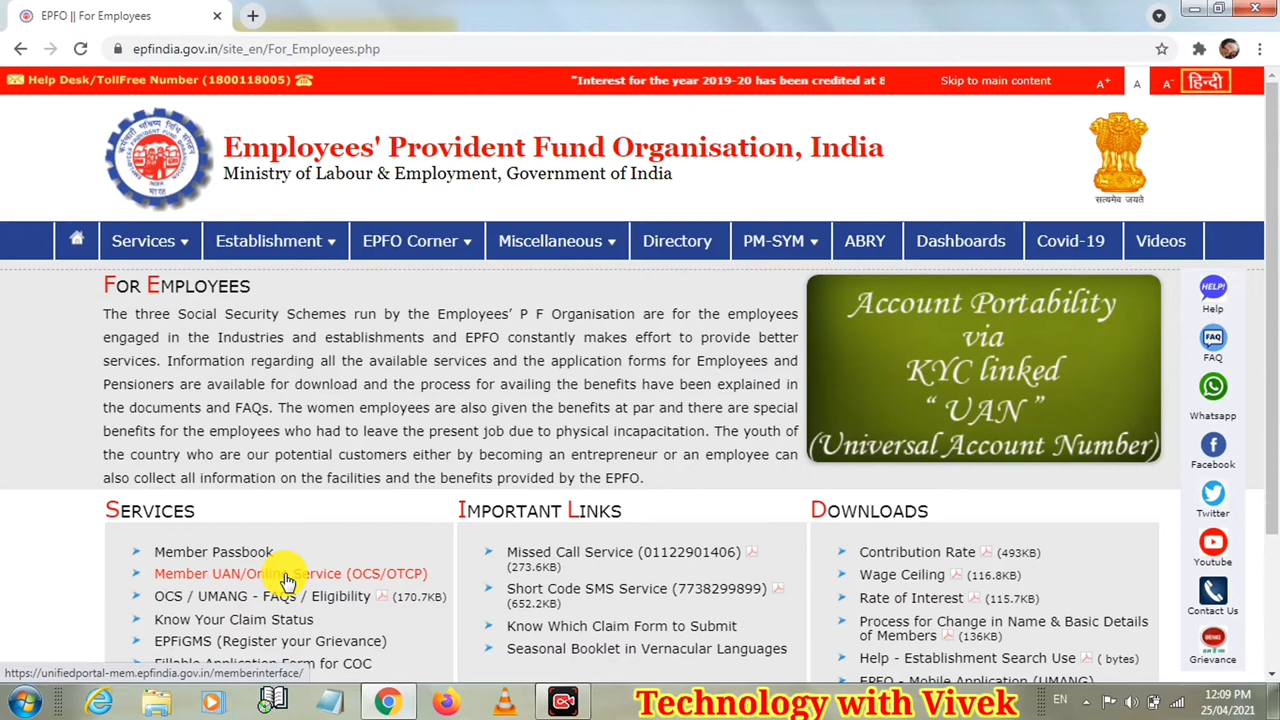 EPFO || For Employees
epfindia.gov.in/site_en/For_Employees.php
Help Desk/TollFree Number (1800118005)
"Interest for the year 2019-20 has been credited at 8
Skip to main content
A+
A
A-
हिन्दी
Employees' Provident Fund Organisation, India
Ministry of Labour & Employment, Government of India
सत्यमेव जयते
Services
Establishment
EPFO Corner
Miscellaneous
Directory
PM-SYM
ABRY
Dashboards
Covid-19
Videos
FOR EMPLOYEES
The three Social Security Schemes run by the Employees' P F Organisation are for the employees
engaged in the Industries and establishments and EPFO constantly makes effort to provide better
services. Information regarding all the available services and the application forms for Employees and
Pensioners are available for download and the process for availing the benefits have been explained in
the documents and FAQs. The women employees are also given the benefits at par and there are special
benefits for the employees who had to leave the present job due to physical incapacitation. The youth of
the country who are our potential customers either by becoming an entrepreneur or an employee can
also collect all information on the facilities and the benefits provided by the EPFO.
Account Portability
via
KYC linked
" UAN "
(Universal Account Number)
HELP!
Help
FAQ
FAQ
Whatsapp
Facebook
Twitter
Youtube
Contact Us
Grievance
SERVICES
Member Passbook
Member UAN/Online Service (OCS/OTCP)
OCS / UMANG - FAQs / Eligibility (170.7KB)
Know Your Claim Status
EPFiGMS (Register your Grievance)
Fillable Application Form for COC
IMPORTANT LINKS
Missed Call Service (01122901406)
(273.6KB)
Short Code SMS Service (7738299899)
(652.2KB)
Know Which Claim Form to Submit
Seasonal Booklet in Vernacular Languages
DOWNLOADS
Contribution Rate (493KB)
Wage Ceiling (116.8KB)
Rate of Interest (115.7KB)
Process for Change in Name & Basic Details
of Members (136KB)
Help - Establishment Search Use ( bytes)
EPFO - Mobile Application (UMANG)
https://unifiedportal-mem.epfindia.gov.in/memberinterface/
Technology with Vivek
EN
12:09 PM
25/04/2021